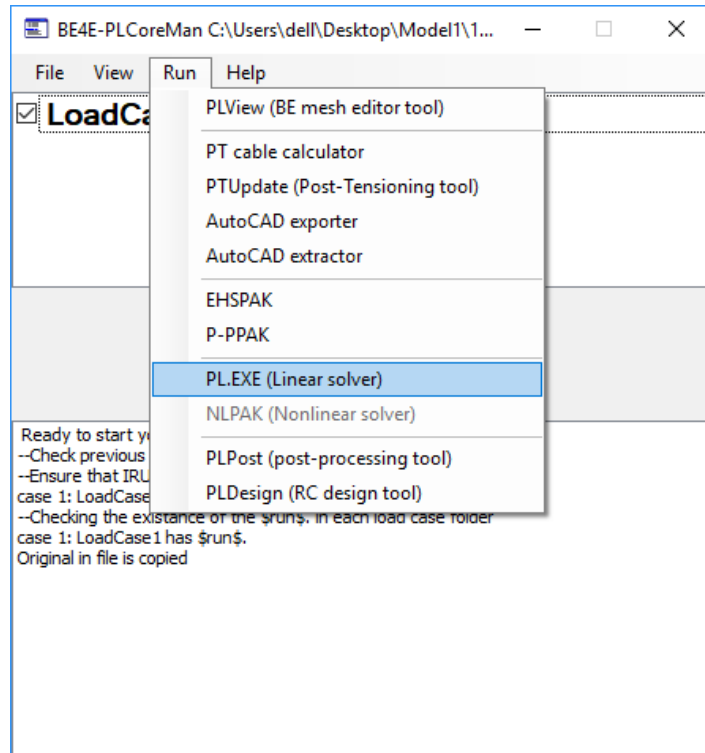 BE4E-PLCoreMan C:\Users\dell\Desktop\Model1\1...
File View Run Help
LoadCa
PLView (BE mesh editor tool)
PT cable calculator
PTUpdate (Post-Tensioning tool)
AutoCAD exporter
AutoCAD extractor
EHSPAK
P-PPAK
PL.EXE (Linear solver)
NLPAK (Nonlinear solver)
PLPost (post-processing tool)
PLDesign (RC design tool)
Ready to start y
--Check previous
--Ensure that IRU
case 1: LoadCase
--Checking the existance of the $run$. in each load case folder
case 1: LoadCase1 has $run$.
Original in file is copied